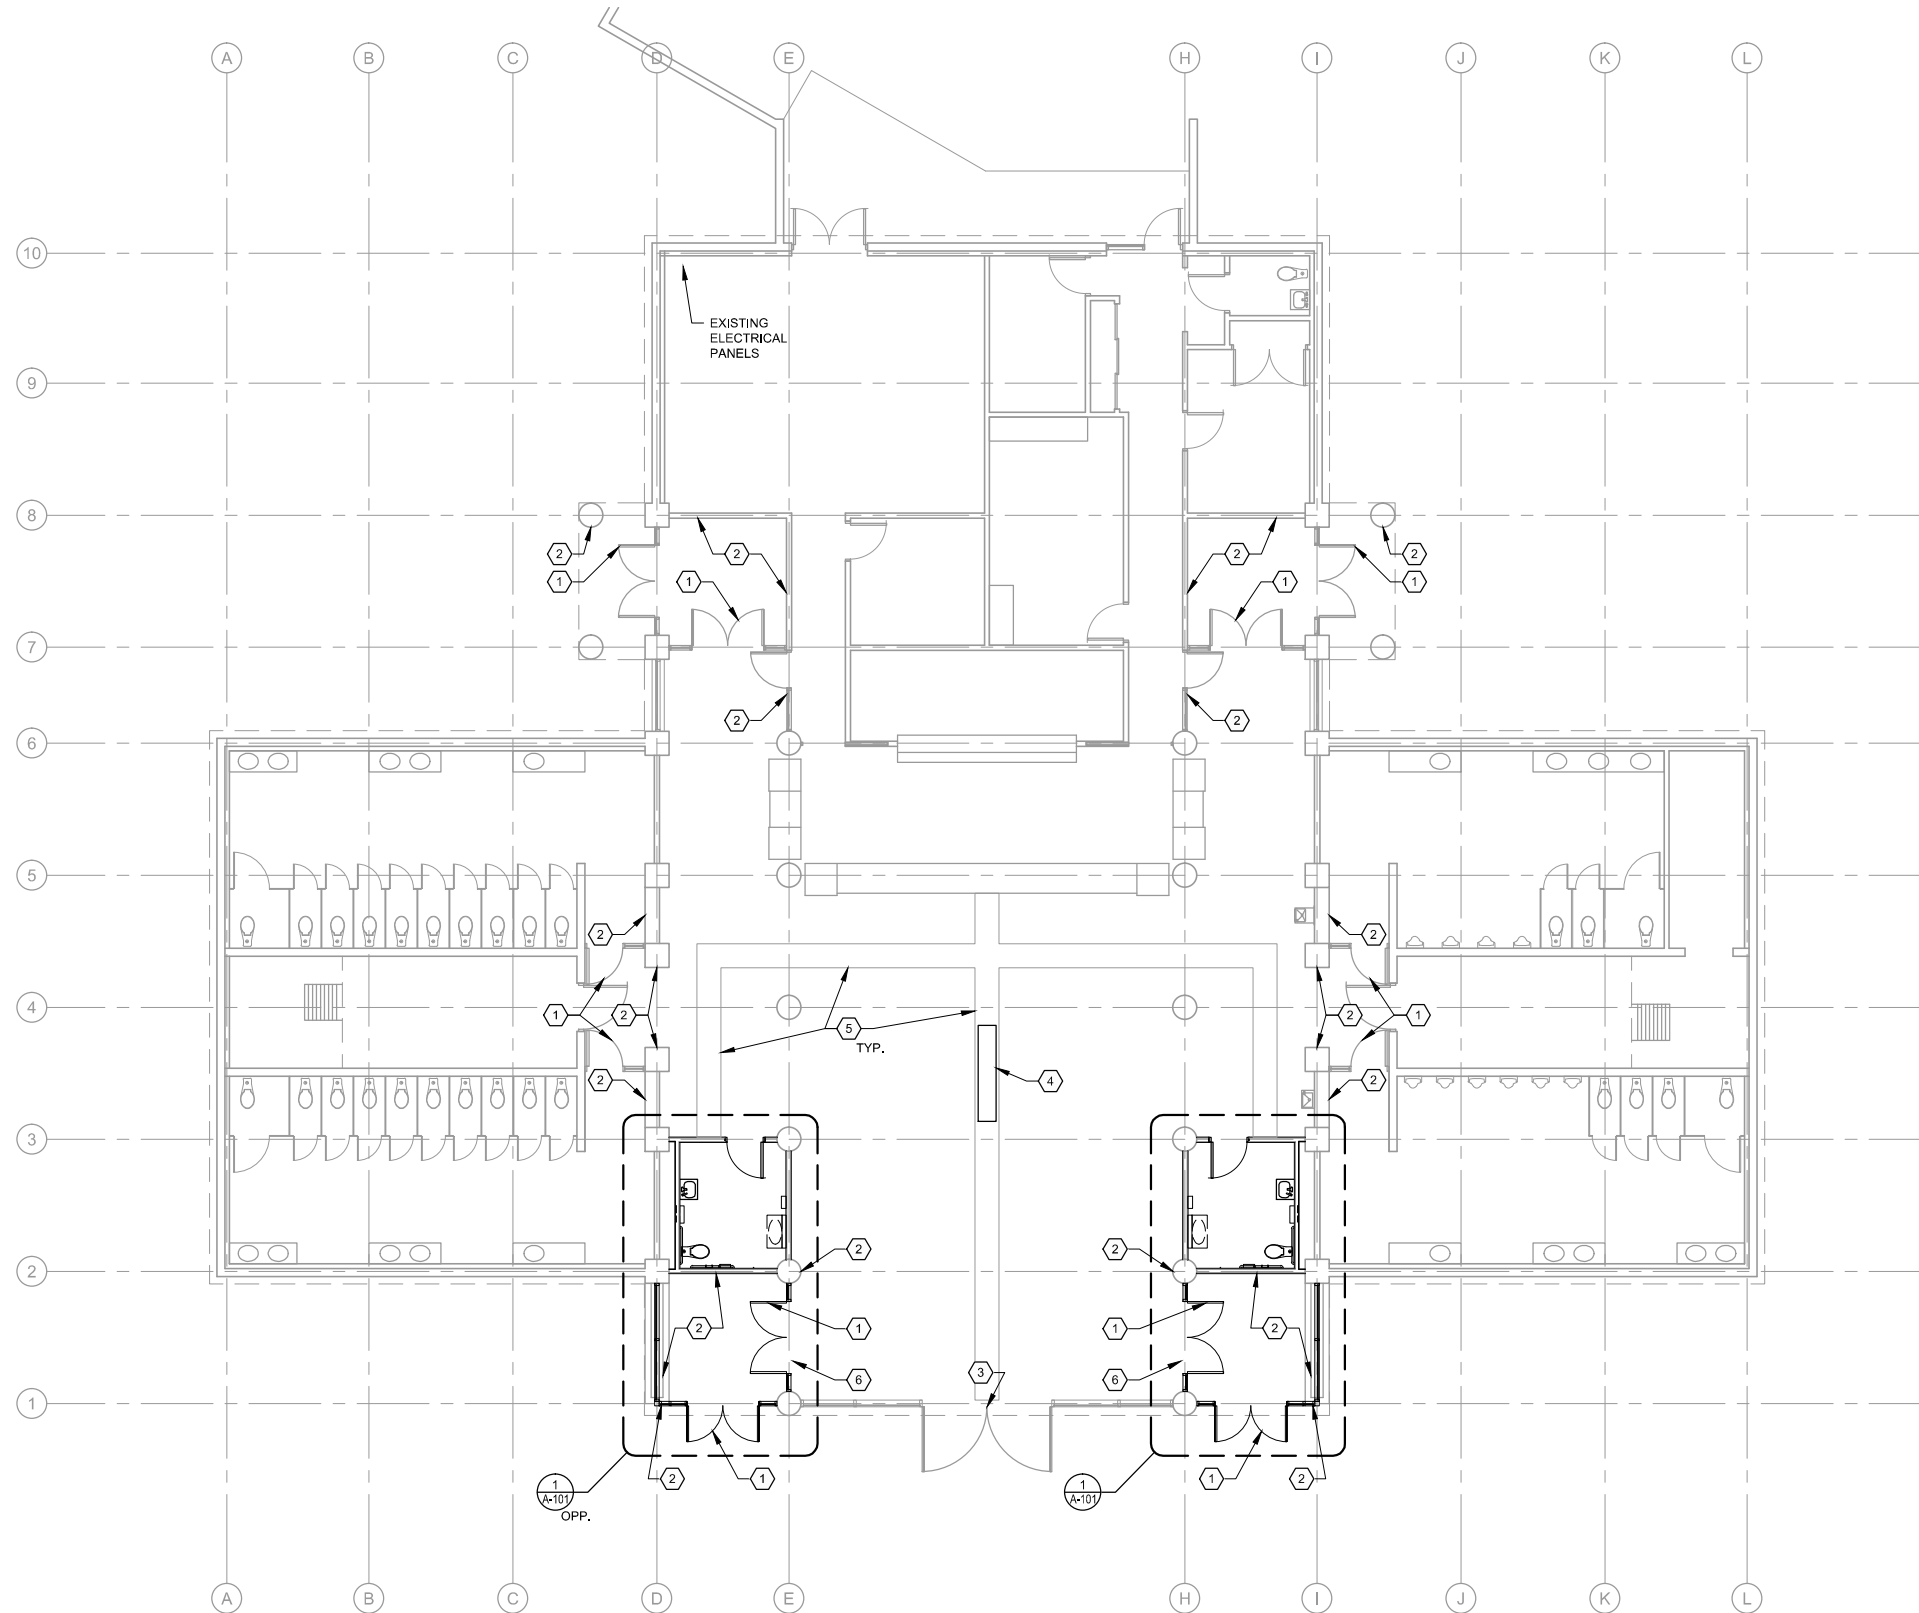 A B C D E H I J K L
10
EXISTING
ELECTRICAL
PANELS
9
8
2 2 2 2
1 1 1 1
7
2 2
6
5
2 2
4
1 2 5 2 1
TYP.
2 4 2
3
2 2
2
2 1 1 2
3
6 6
1
2 1 1 2
1 1
A-101 A-101
OPP.
A B C D E H I J K L